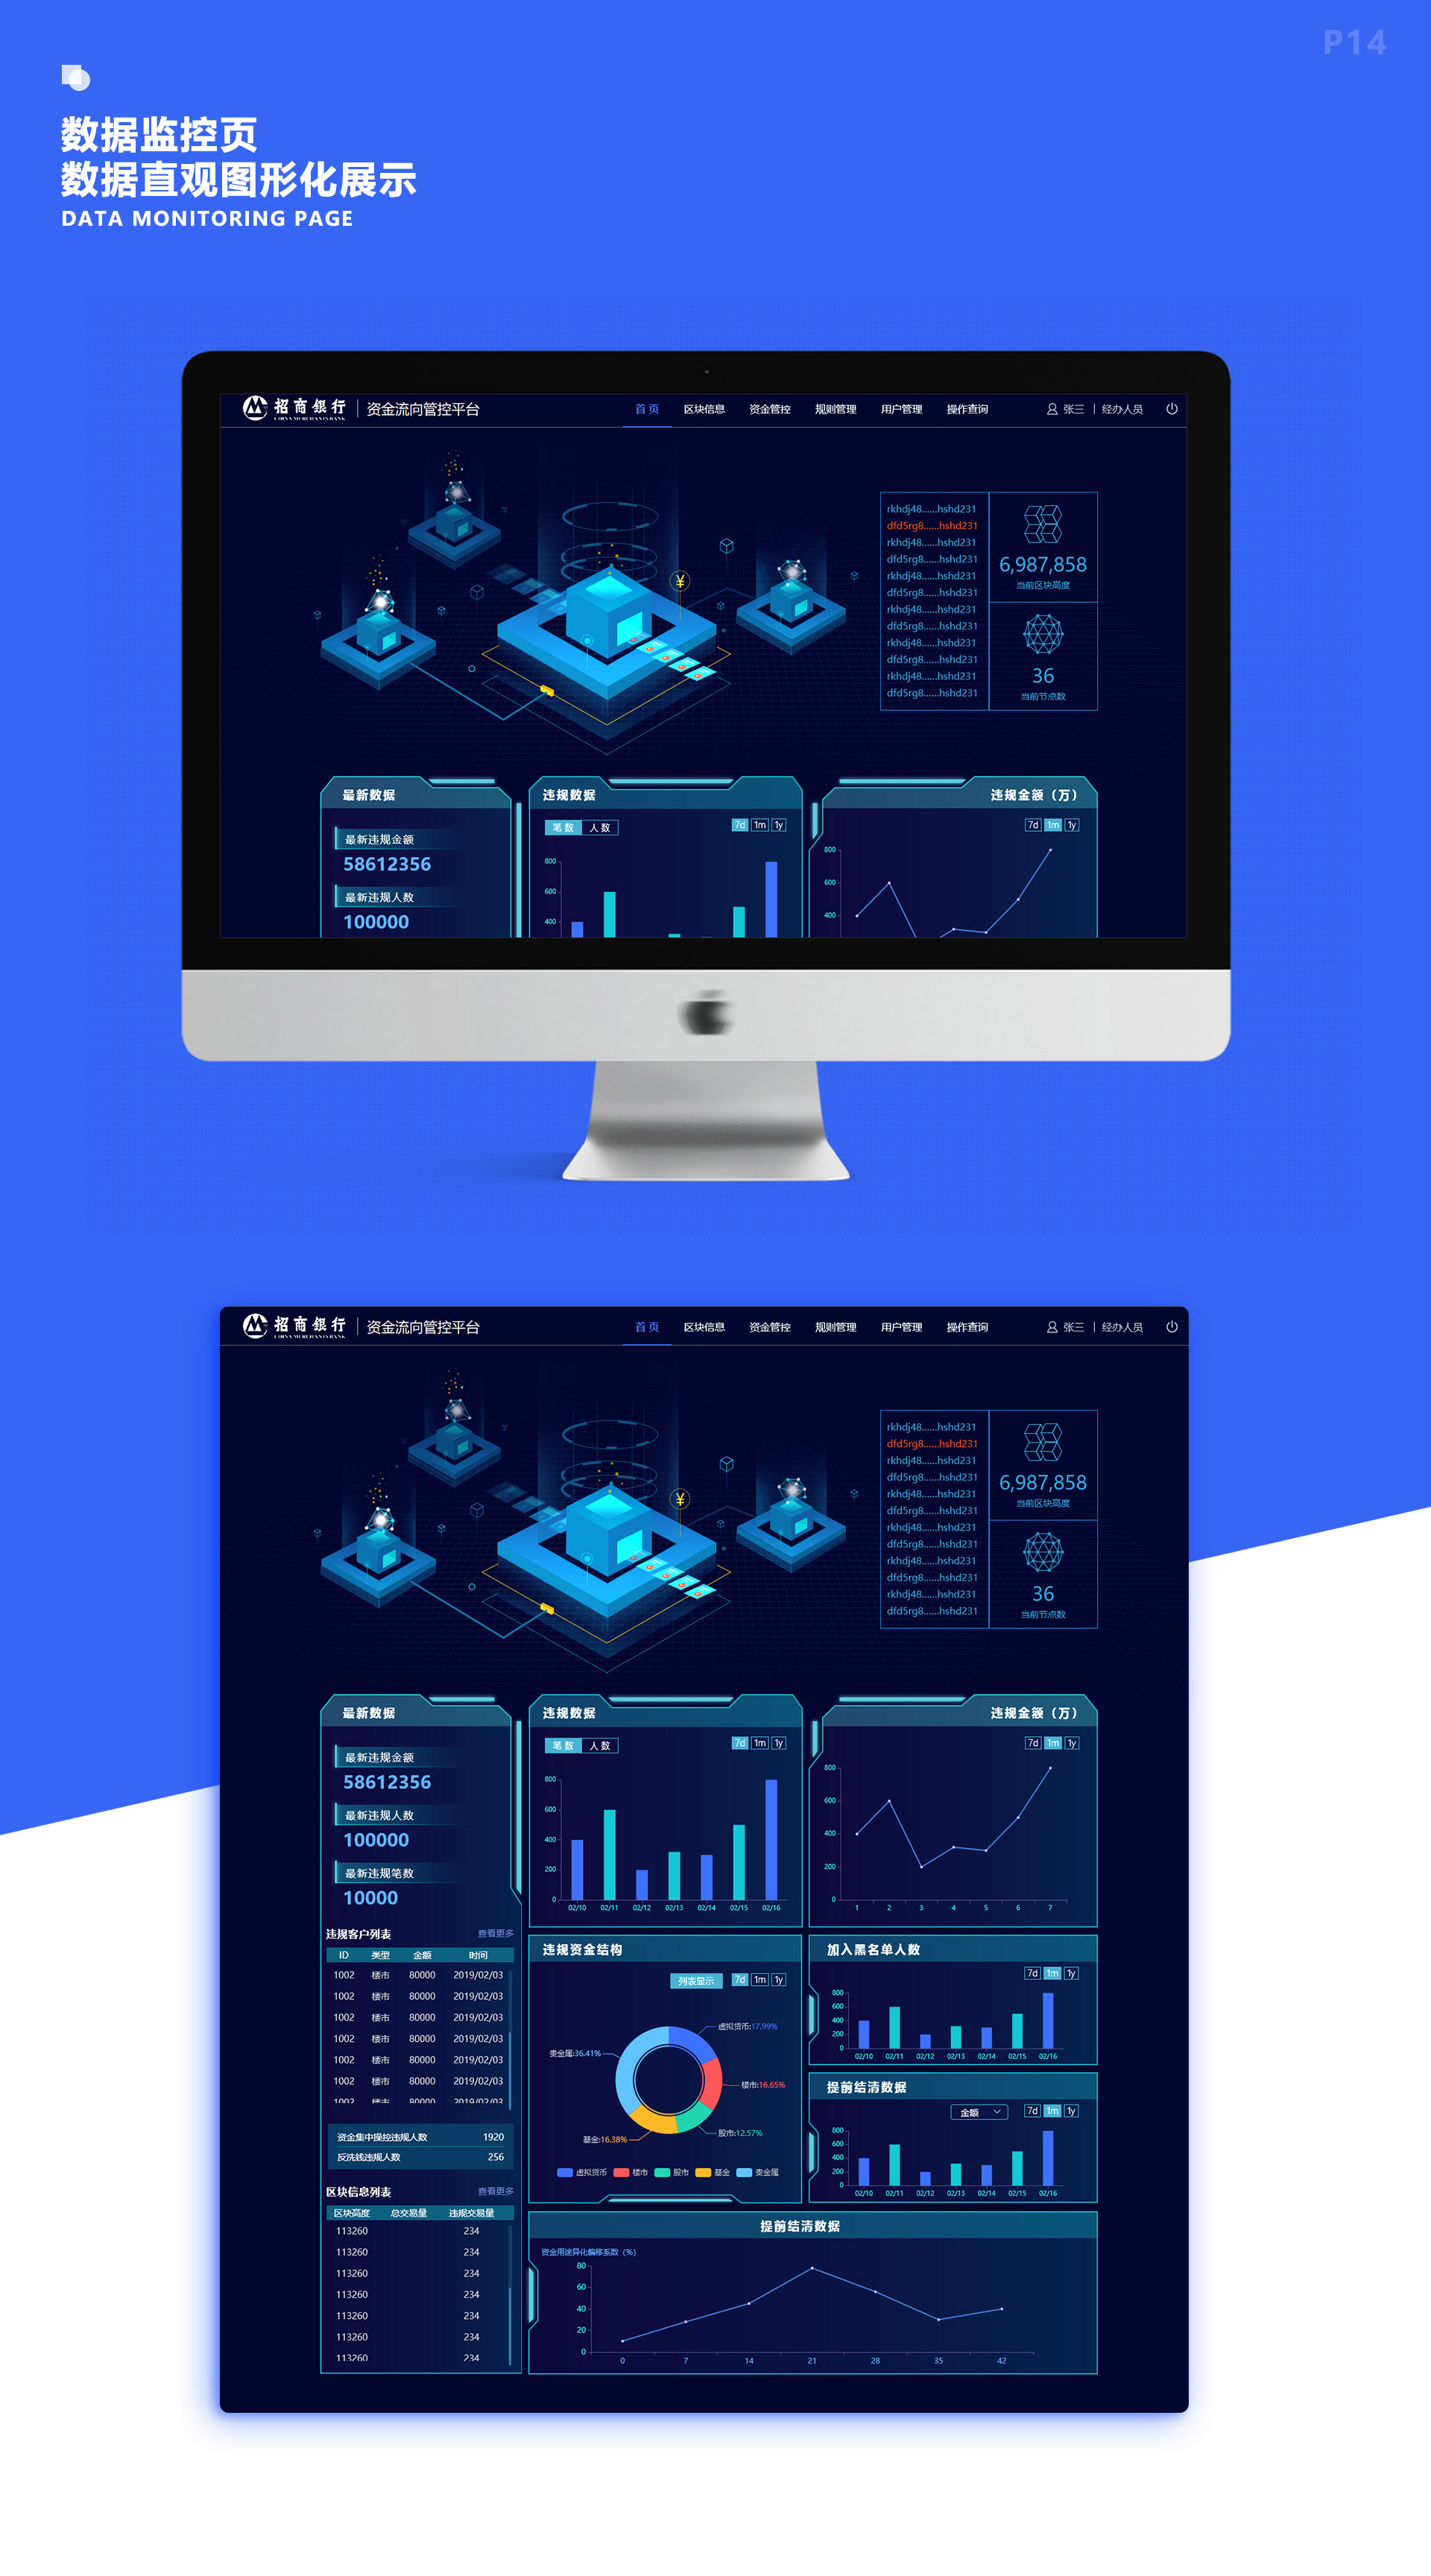 P14
数据监控页
数据直观图形化展示
DATA MONITORING PAGE
招商银行 资金流向管控平台 首页 区块信息 资金管控 规则管理 用户管理 操作查询 张三 | 经办人员
CHINA MERCHANTS BANK
¥
rkhdj48......hshd231
dfd5rg8......hshd231
rkhdj48......hshd231
dfd5rg8......hshd231
rkhdj48......hshd231
dfd5rg8......hshd231
rkhdj48......hshd231
dfd5rg8......hshd231
rkhdj48......hshd231
dfd5rg8......hshd231
rkhdj48......hshd231
dfd5rg8......hshd231
6,987,858
当前区块高度
36
当前节点数
最新数据
最新违规金额
58612356
最新违规人数
100000
违规数据
笔数 人数 7d 1m 1y
800
600
400
违规金额（万）
7d 1m 1y
800
600
400
招商银行 资金流向管控平台 首页 区块信息 资金管控 规则管理 用户管理 操作查询 张三 | 经办人员
CHINA MERCHANTS BANK
¥
rkhdj48......hshd231
dfd5rg8......hshd231
rkhdj48......hshd231
dfd5rg8......hshd231
rkhdj48......hshd231
dfd5rg8......hshd231
rkhdj48......hshd231
dfd5rg8......hshd231
rkhdj48......hshd231
dfd5rg8......hshd231
rkhdj48......hshd231
dfd5rg8......hshd231
6,987,858
当前区块高度
36
当前节点数
最新数据
最新违规金额
58612356
最新违规人数
100000
最新违规笔数
10000
违规客户列表 查看更多
ID 类型 金额 时间
1002 楼市 80000 2019/02/03
1002 楼市 80000 2019/02/03
1002 楼市 80000 2019/02/03
1002 楼市 80000 2019/02/03
1002 楼市 80000 2019/02/03
1002 楼市 80000 2019/02/03
1002 楼市 80000 2019/02/03
资金集中操控违规人数 1920
反洗钱违规人数 256
区块信息列表 查看更多
区块高度 总交易量 违规交易量
113260 234
113260 234
113260 234
113260 234
113260 234
113260 234
113260 234
违规数据
笔数 人数 7d 1m 1y
800
600
400
200
0
02/10 02/11 02/12 02/13 02/14 02/15 02/16
违规金额（万）
7d 1m 1y
800
600
400
200
0
1 2 3 4 5 6 7
违规资金结构
列表显示 7d 1m 1y
虚拟货币:17.99%
贵金属:36.41%
楼市:16.65%
股市:12.57%
基金:16.38%
虚拟货币 楼市 股市 基金 贵金属
加入黑名单人数
7d 1m 1y
800
600
400
200
0
02/10 02/11 02/12 02/13 02/14 02/15 02/16
提前结清数据
金额 7d 1m 1y
800
600
400
200
0
02/10 02/11 02/12 02/13 02/14 02/15 02/16
提前结清数据
资金用途异化偏移系数（%）
80
60
40
20
0
0 7 14 21 28 35 42